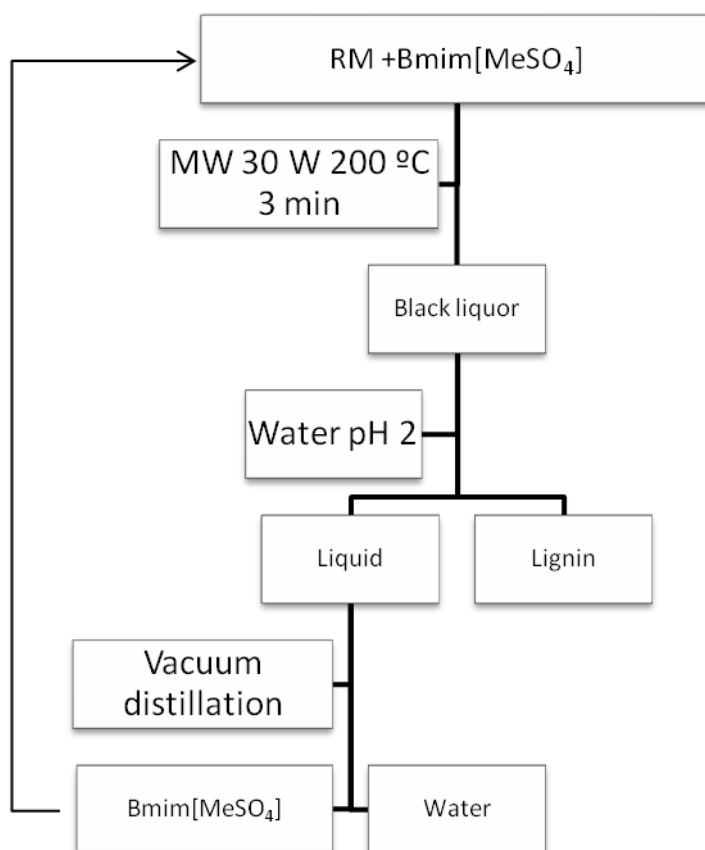 RM +Bmim[MeSO₄]
MW 30 W 200 ºC
3 min
Black liquor
Water pH 2
Liquid
Lignin
Vacuum
distillation
Bmim[MeSO₄]
Water